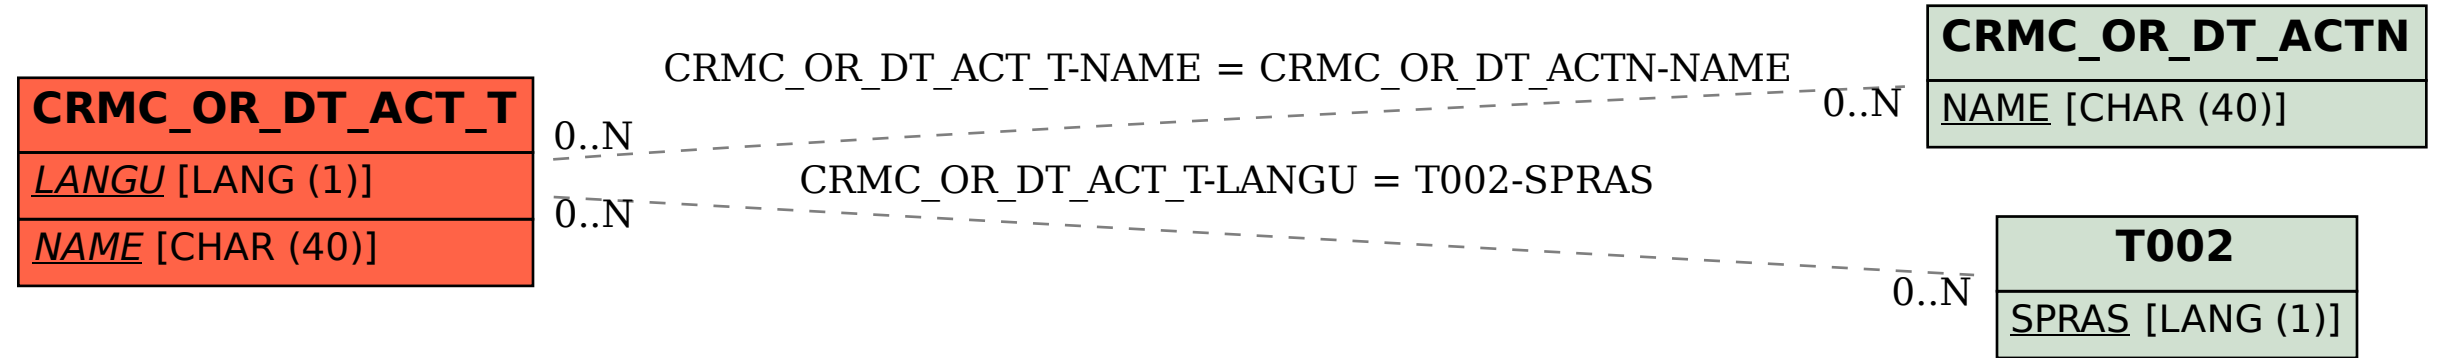 CRMC_OR_DT_ACT_T
LANGU [LANG (1)]
NAME [CHAR (40)]
CRMC_OR_DT_ACT_T-NAME = CRMC_OR_DT_ACTN-NAME
0..N
0..N
CRMC_OR_DT_ACT_T-LANGU = T002-SPRAS
0..N
0..N
CRMC_OR_DT_ACTN
NAME [CHAR (40)]
T002
SPRAS [LANG (1)]